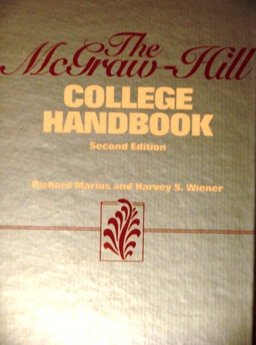 The
McGraw-Hill
COLLEGE
HANDBOOK
Second Edition
Richard Marius and Harvey S. Wiener